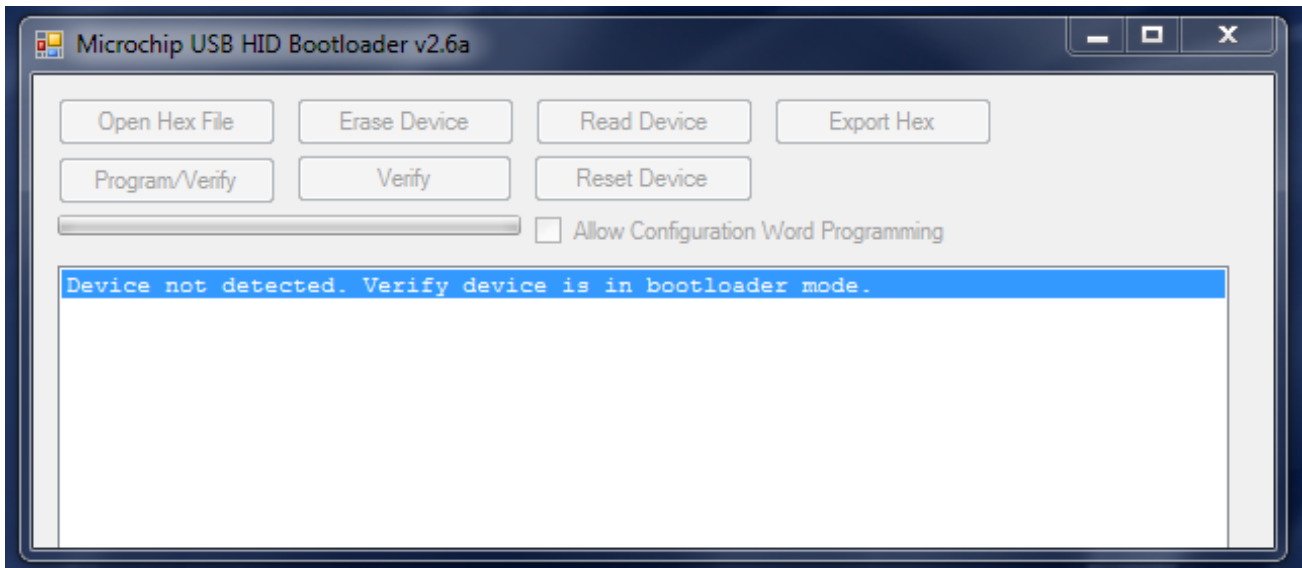 Microchip USB HID Bootloader v2.6a
Open Hex File Erase Device Read Device Export Hex
Program/Verify Verify Reset Device
Allow Configuration Word Programming
Device not detected. Verify device is in bootloader mode.